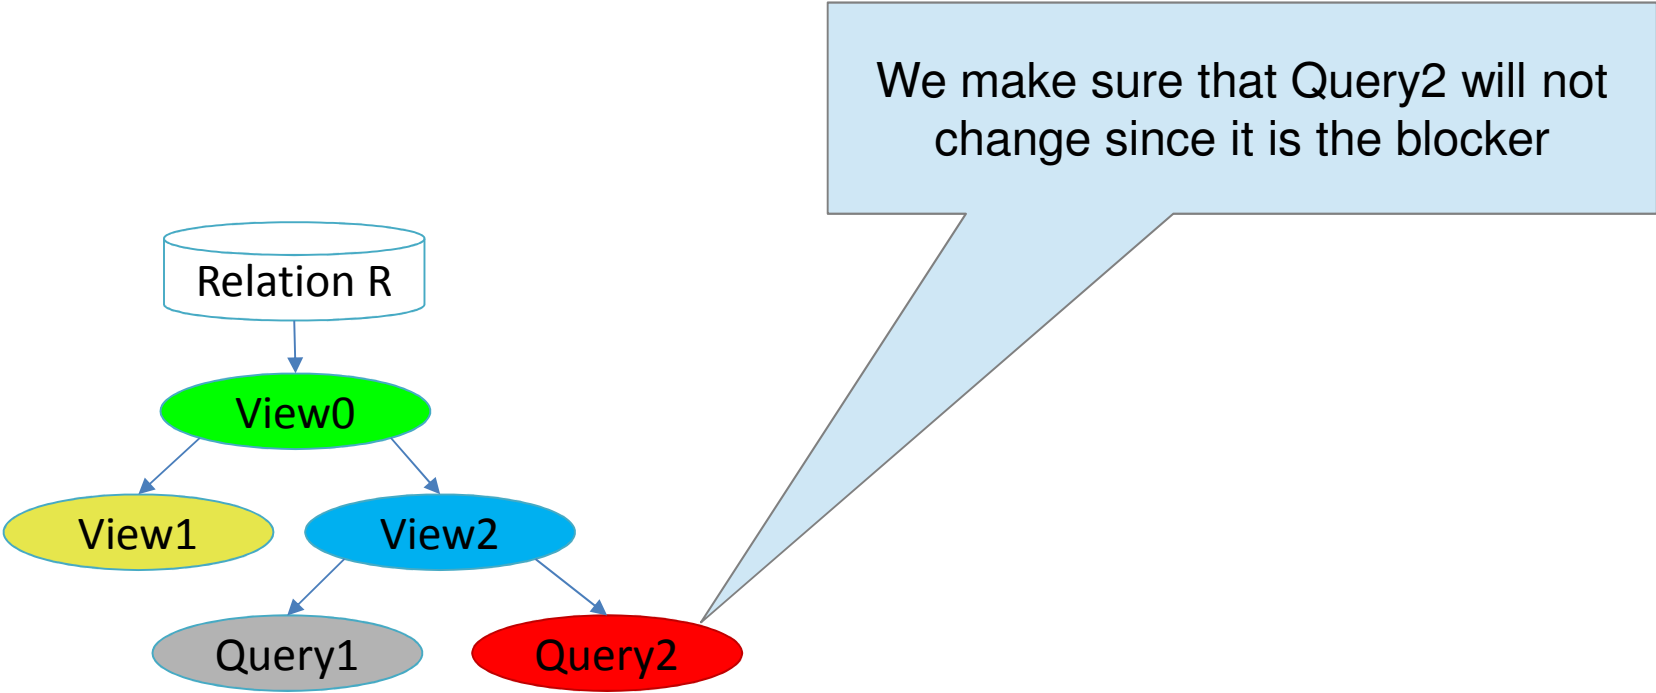 We make sure that Query2 will not
change since it is the blocker
Relation R
View0
View1
View2
Query1
Query2